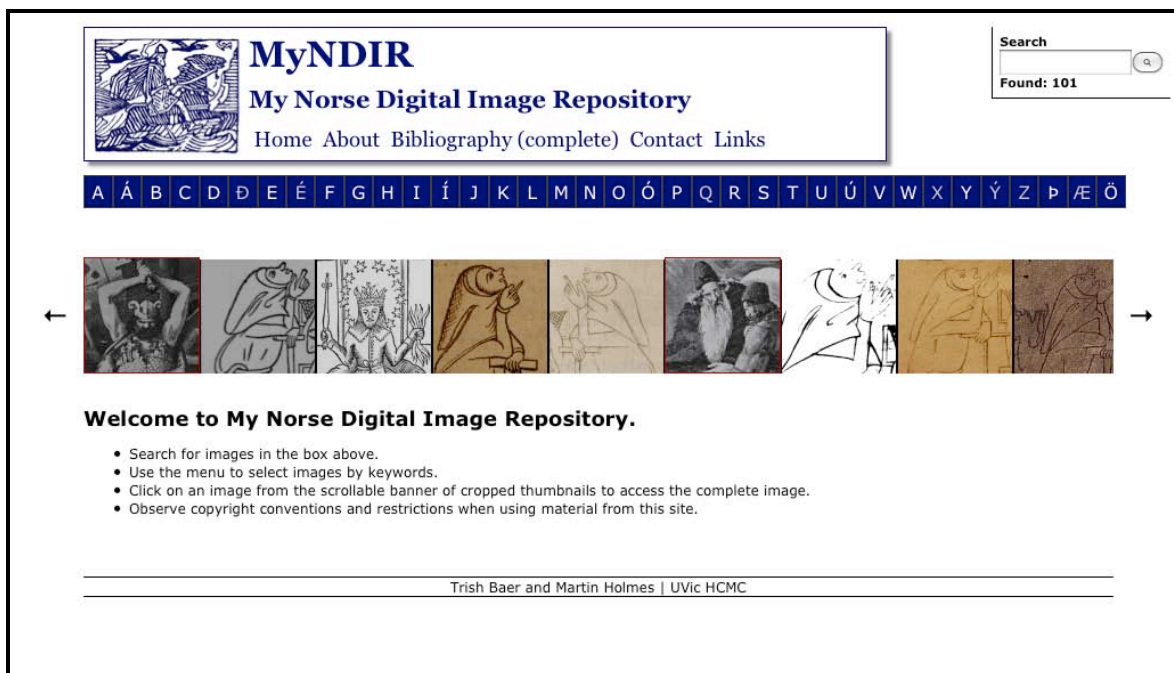 MyNDIR
My Norse Digital Image Repository
Home About Bibliography (complete) Contact Links
Search
Found: 101
A Á B C D Ð E É F G H I Í J K L M N O Ó P Q R S T U Ú V W X Y Ý Z Þ Æ Ö
Welcome to My Norse Digital Image Repository.
• Search for images in the box above.
• Use the menu to select images by keywords.
• Click on an image from the scrollable banner of cropped thumbnails to access the complete image.
• Observe copyright conventions and restrictions when using material from this site.
Trish Baer and Martin Holmes | UVic HCMC